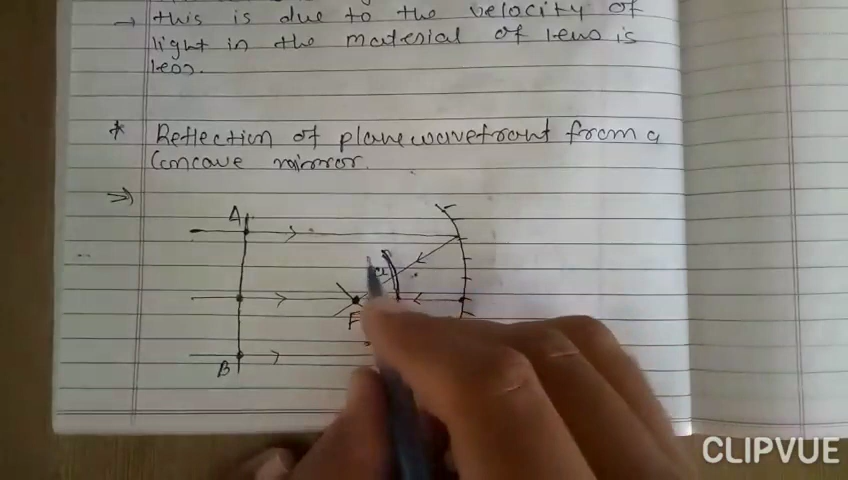 → this is due to the velocity of
light in the material of lens is
less.
* Reflection of plane wavefront from a
Concave mirror.
⇒
A
F
B
CLIPVUE